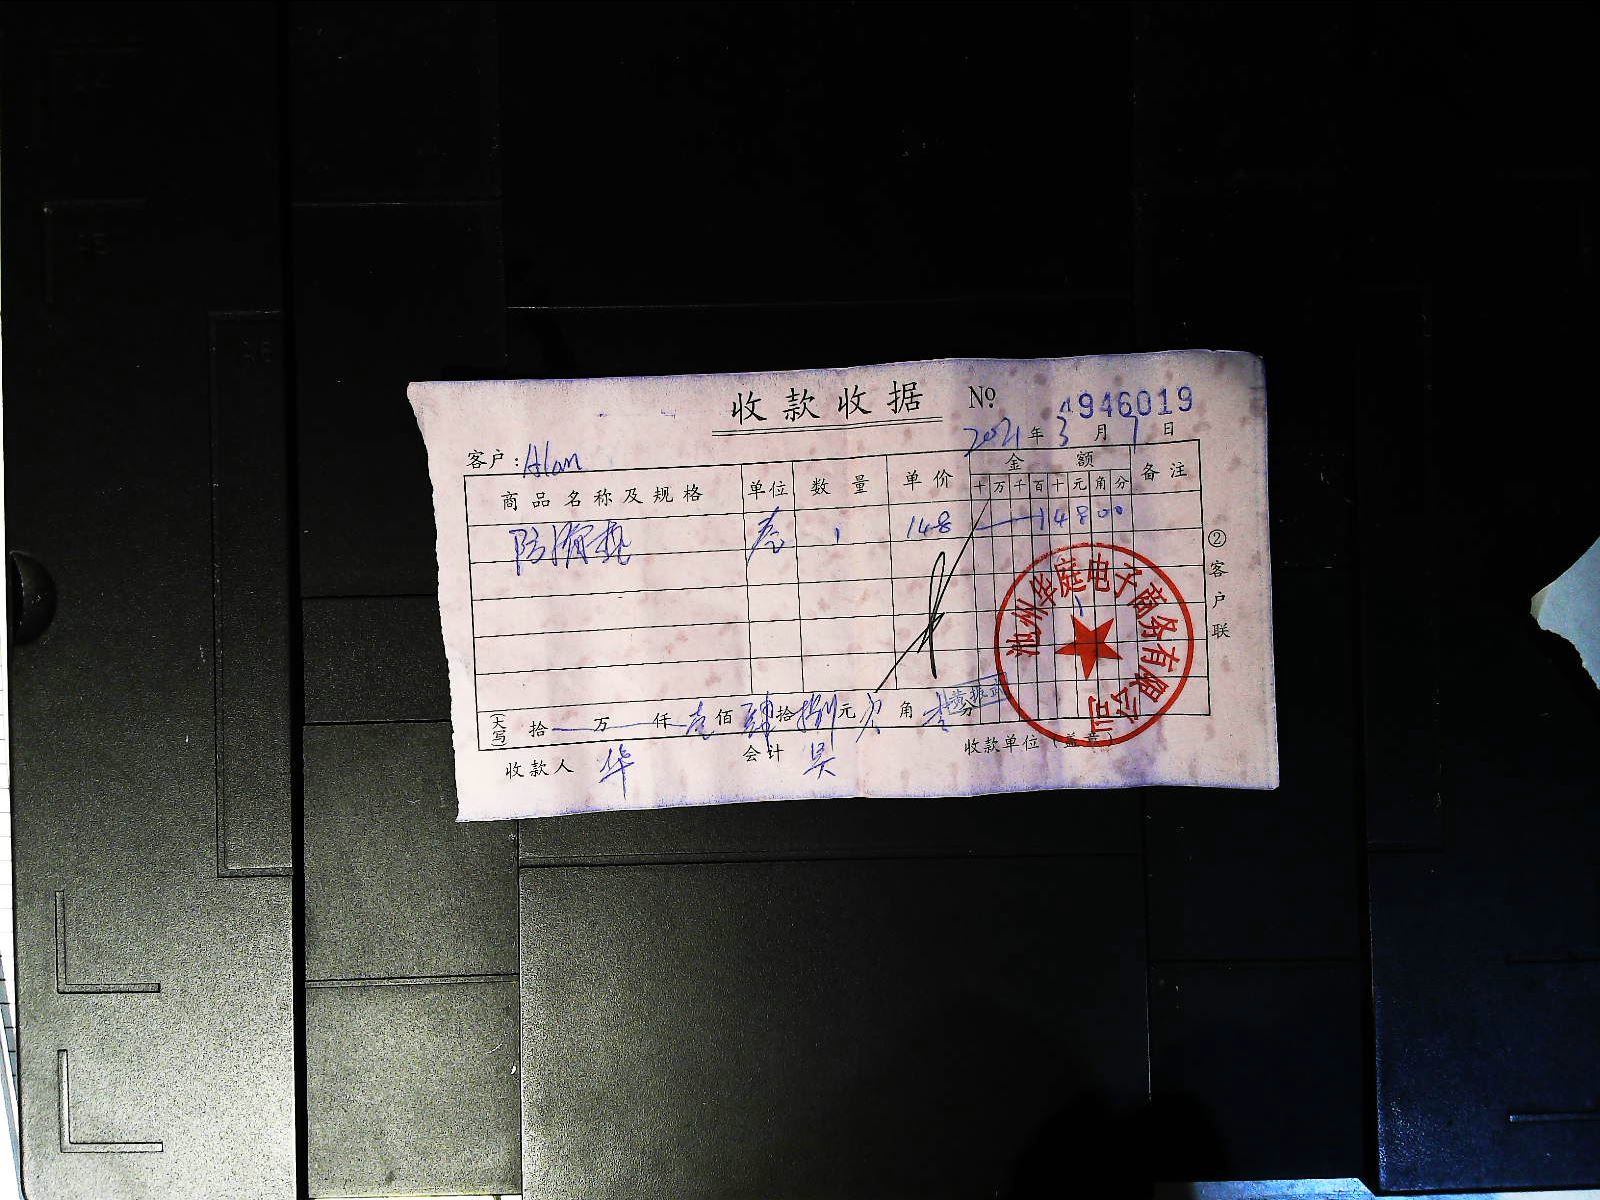 收款收据 No 4946019
2021年3月7日
客户:Alan
商品名称及规格 单位 数量 单价 金额 备注
十万千百十元角分
防滑垫 套 1 148 14800
②客户联
池州华庭电子商务有限公司
(大写) 拾 万 仟 壹佰 肆拾 捌元 零角 零分
收款人 华 会计 吴 收款单位(盖章)